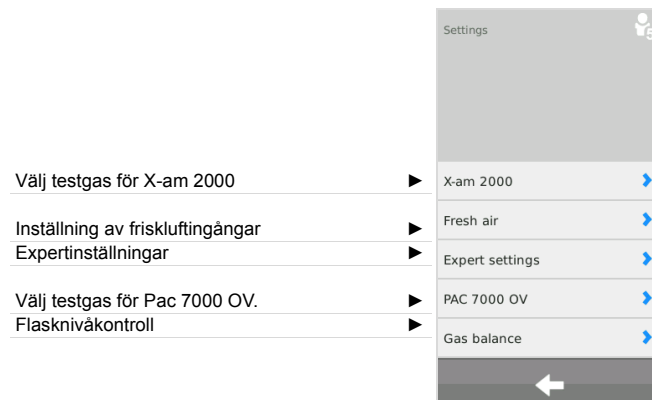 Settings
Välj testgas för X-am 2000 ►
X-am 2000
Inställning av friskluftingångar ►
Fresh air
Expertinställningar ►
Expert settings
Välj testgas för Pac 7000 OV. ►
PAC 7000 OV
Flasknivåkontroll ►
Gas balance